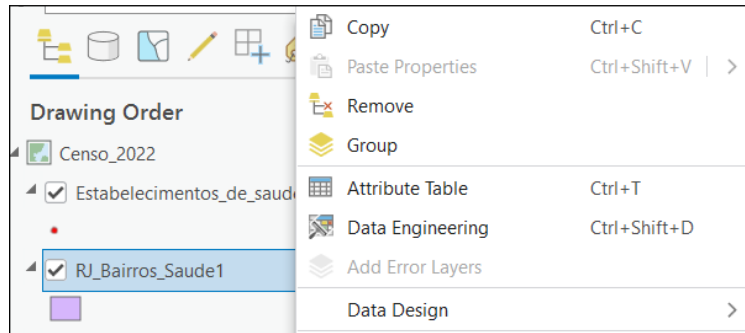 Drawing Order
Censo_2022
Estabelecimentos_de_saude
RJ_Bairros_Saude1
Copy Ctrl+C
Paste Properties Ctrl+Shift+V
Remove
Group
Attribute Table Ctrl+T
Data Engineering Ctrl+Shift+D
Add Error Layers
Data Design